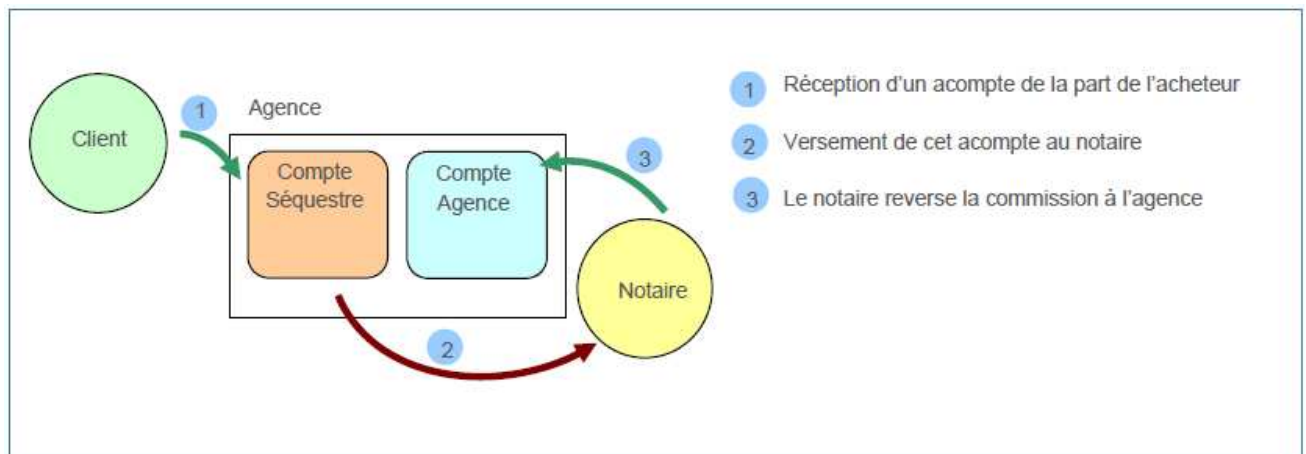 Client
1
Agence
Compte
Séquestre
Compte
Agence
3
Notaire
2
1 Réception d'un acompte de la part de l'acheteur
2 Versement de cet acompte au notaire
3 Le notaire reverse la commission à l'agence